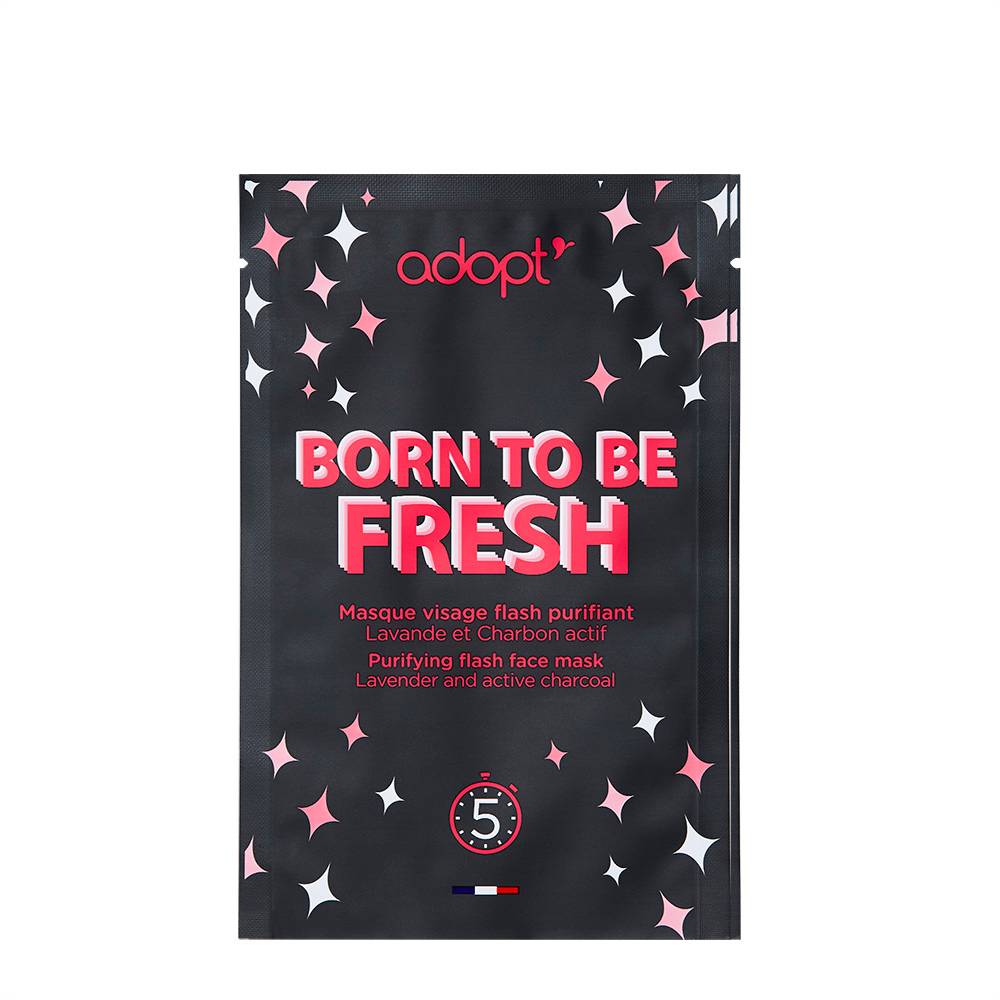 adopt'
BORN TO BE
FRESH
Masque visage flash purifiant
Lavande et Charbon actif
Purifying flash face mask
Lavender and active charcoal
5